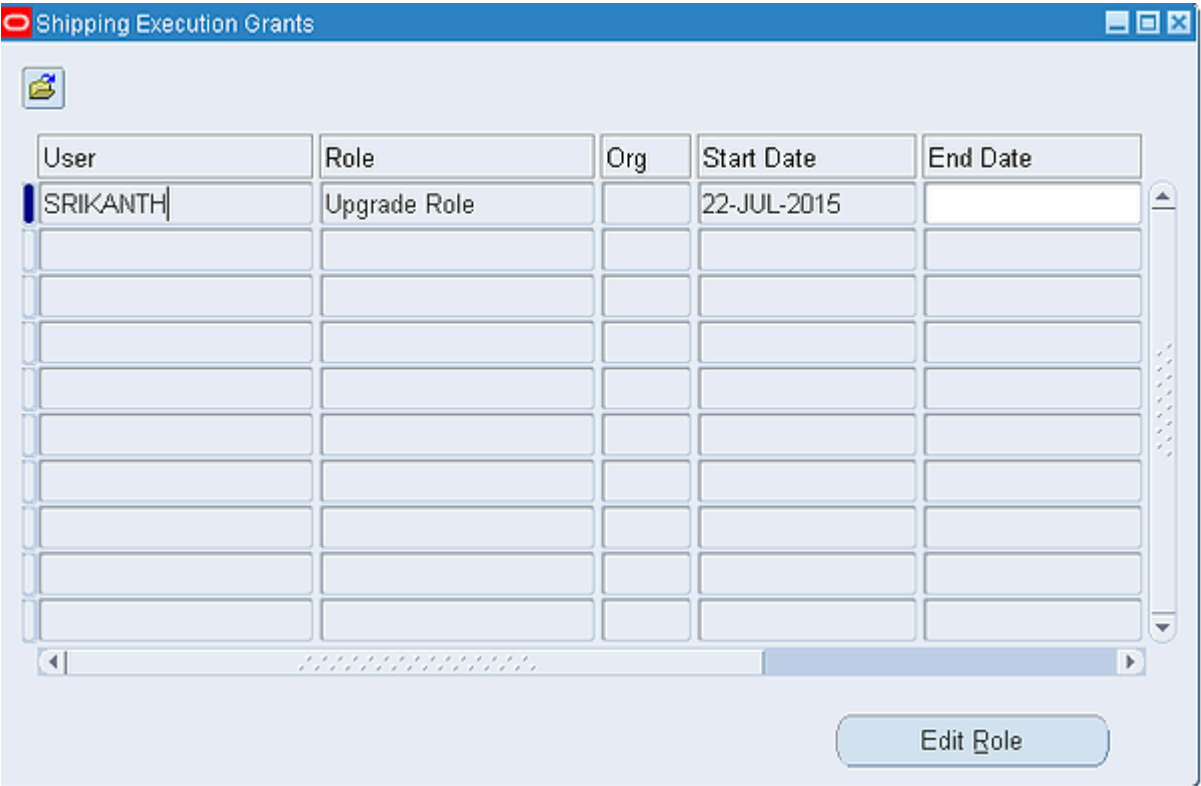 Shipping Execution Grants
User Role Org Start Date End Date
SRIKANTH Upgrade Role 22-JUL-2015
Edit Role